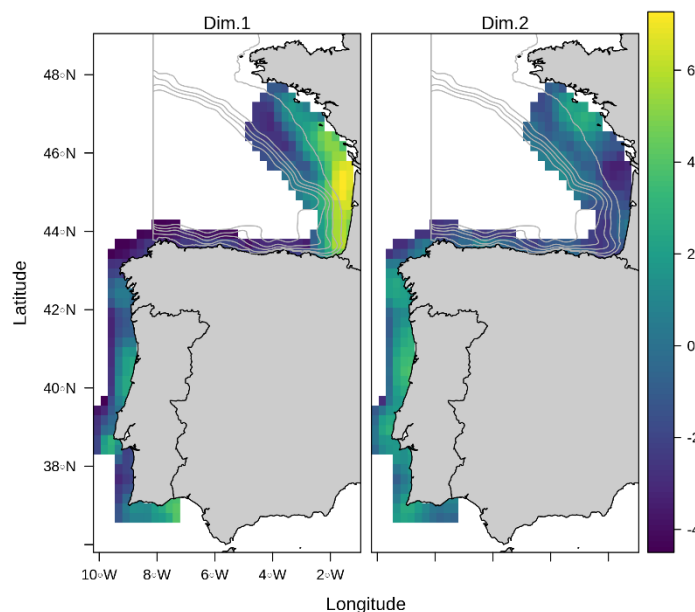 Dim.1 Dim.2
48○N
46○N
44○N
42○N
40○N
38○N
Latitude
10○W 8○W 6○W 4○W 2○W
Longitude
6
4
2
0
-2
-4